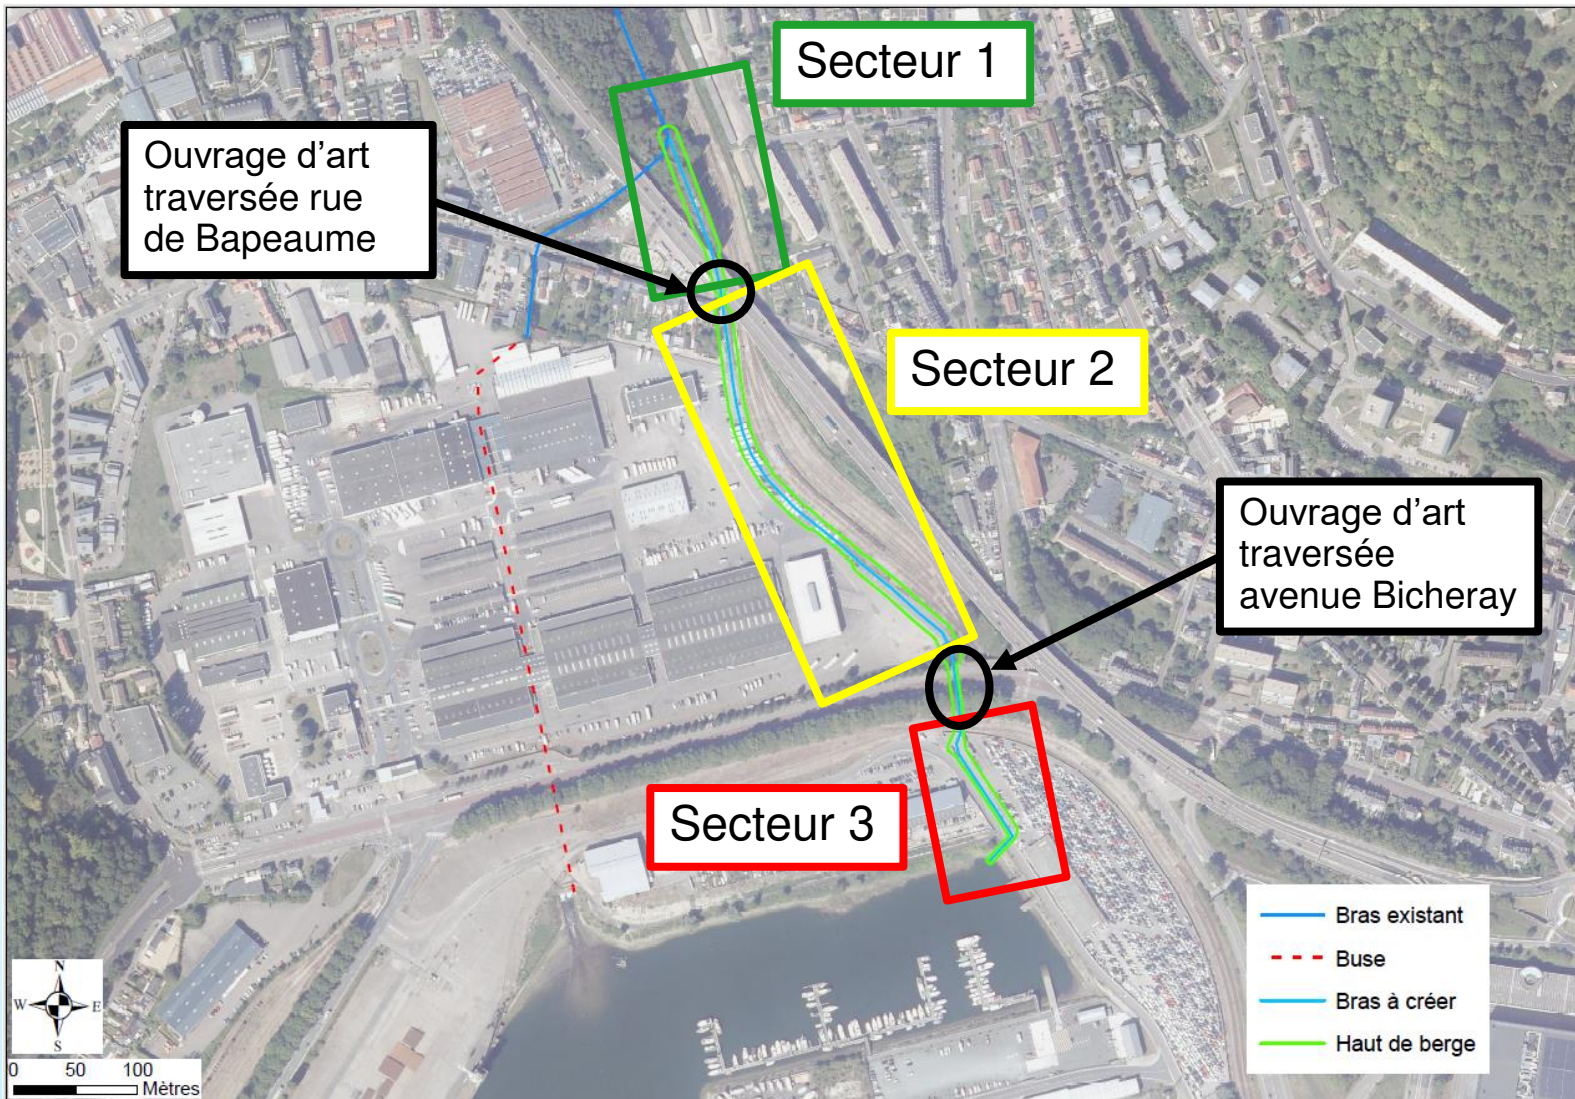 Secteur 1
Ouvrage d'art
traversée rue
de Bapeaume
Secteur 2
Ouvrage d'art
traversée
avenue Bicheray
Secteur 3
Bras existant
Buse
Bras à créer
Haut de berge
N
W E
S
0 50 100
Mètres